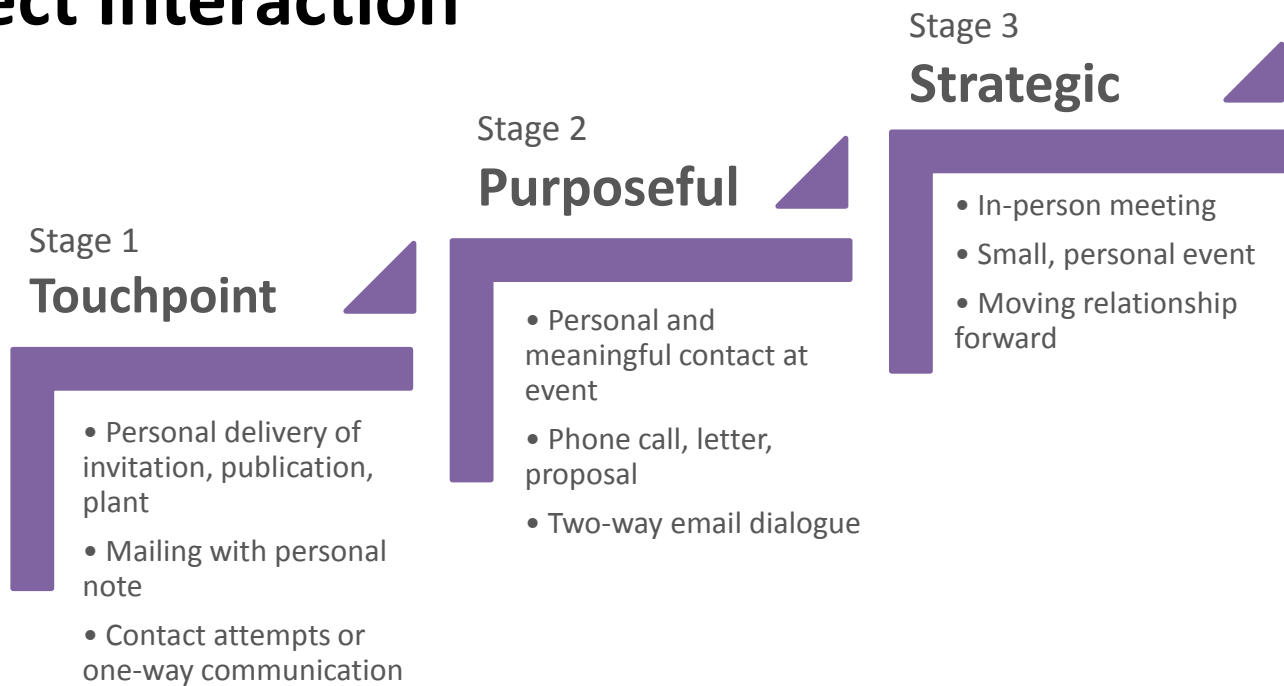 ect Interaction
Stage 1
Touchpoint
• Personal delivery of
invitation, publication,
plant
• Mailing with personal
note
• Contact attempts or
one-way communication
Stage 2
Purposeful
• Personal and
meaningful contact at
event
• Phone call, letter,
proposal
• Two-way email dialogue
Stage 3
Strategic
• In-person meeting
• Small, personal event
• Moving relationship
forward